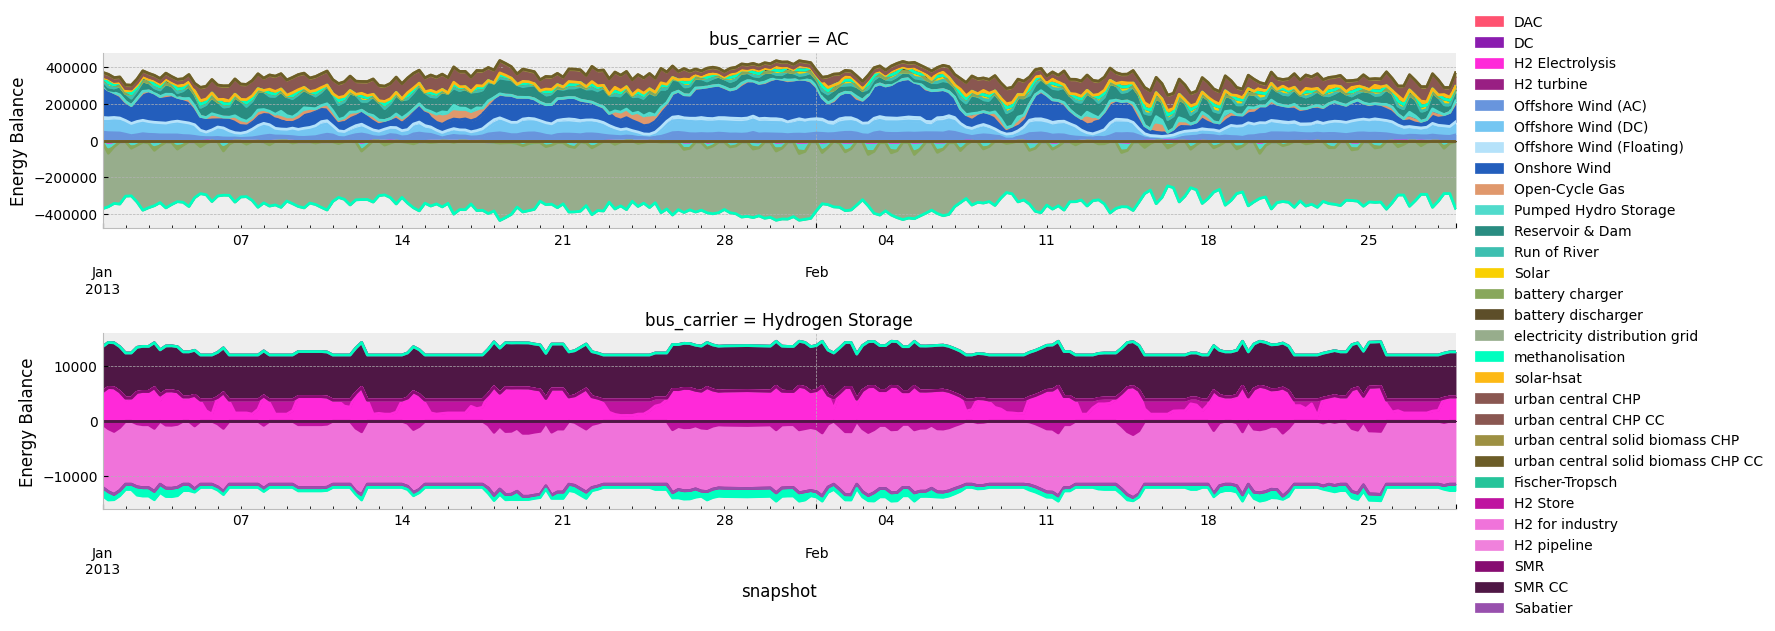 bus_carrier = AC
Energy Balance
400000
200000
0
−200000
−400000
07
14
21
28
04
11
18
25
Jan
2013
Feb
bus_carrier = Hydrogen Storage
Energy Balance
10000
0
−10000
07
14
21
28
04
11
18
25
Jan
2013
Feb
snapshot
DAC
DC
H2 Electrolysis
H2 turbine
Offshore Wind (AC)
Offshore Wind (DC)
Offshore Wind (Floating)
Onshore Wind
Open-Cycle Gas
Pumped Hydro Storage
Reservoir & Dam
Run of River
Solar
battery charger
battery discharger
electricity distribution grid
methanolisation
solar-hsat
urban central CHP
urban central CHP CC
urban central solid biomass CHP
urban central solid biomass CHP CC
Fischer-Tropsch
H2 Store
H2 for industry
H2 pipeline
SMR
SMR CC
Sabatier